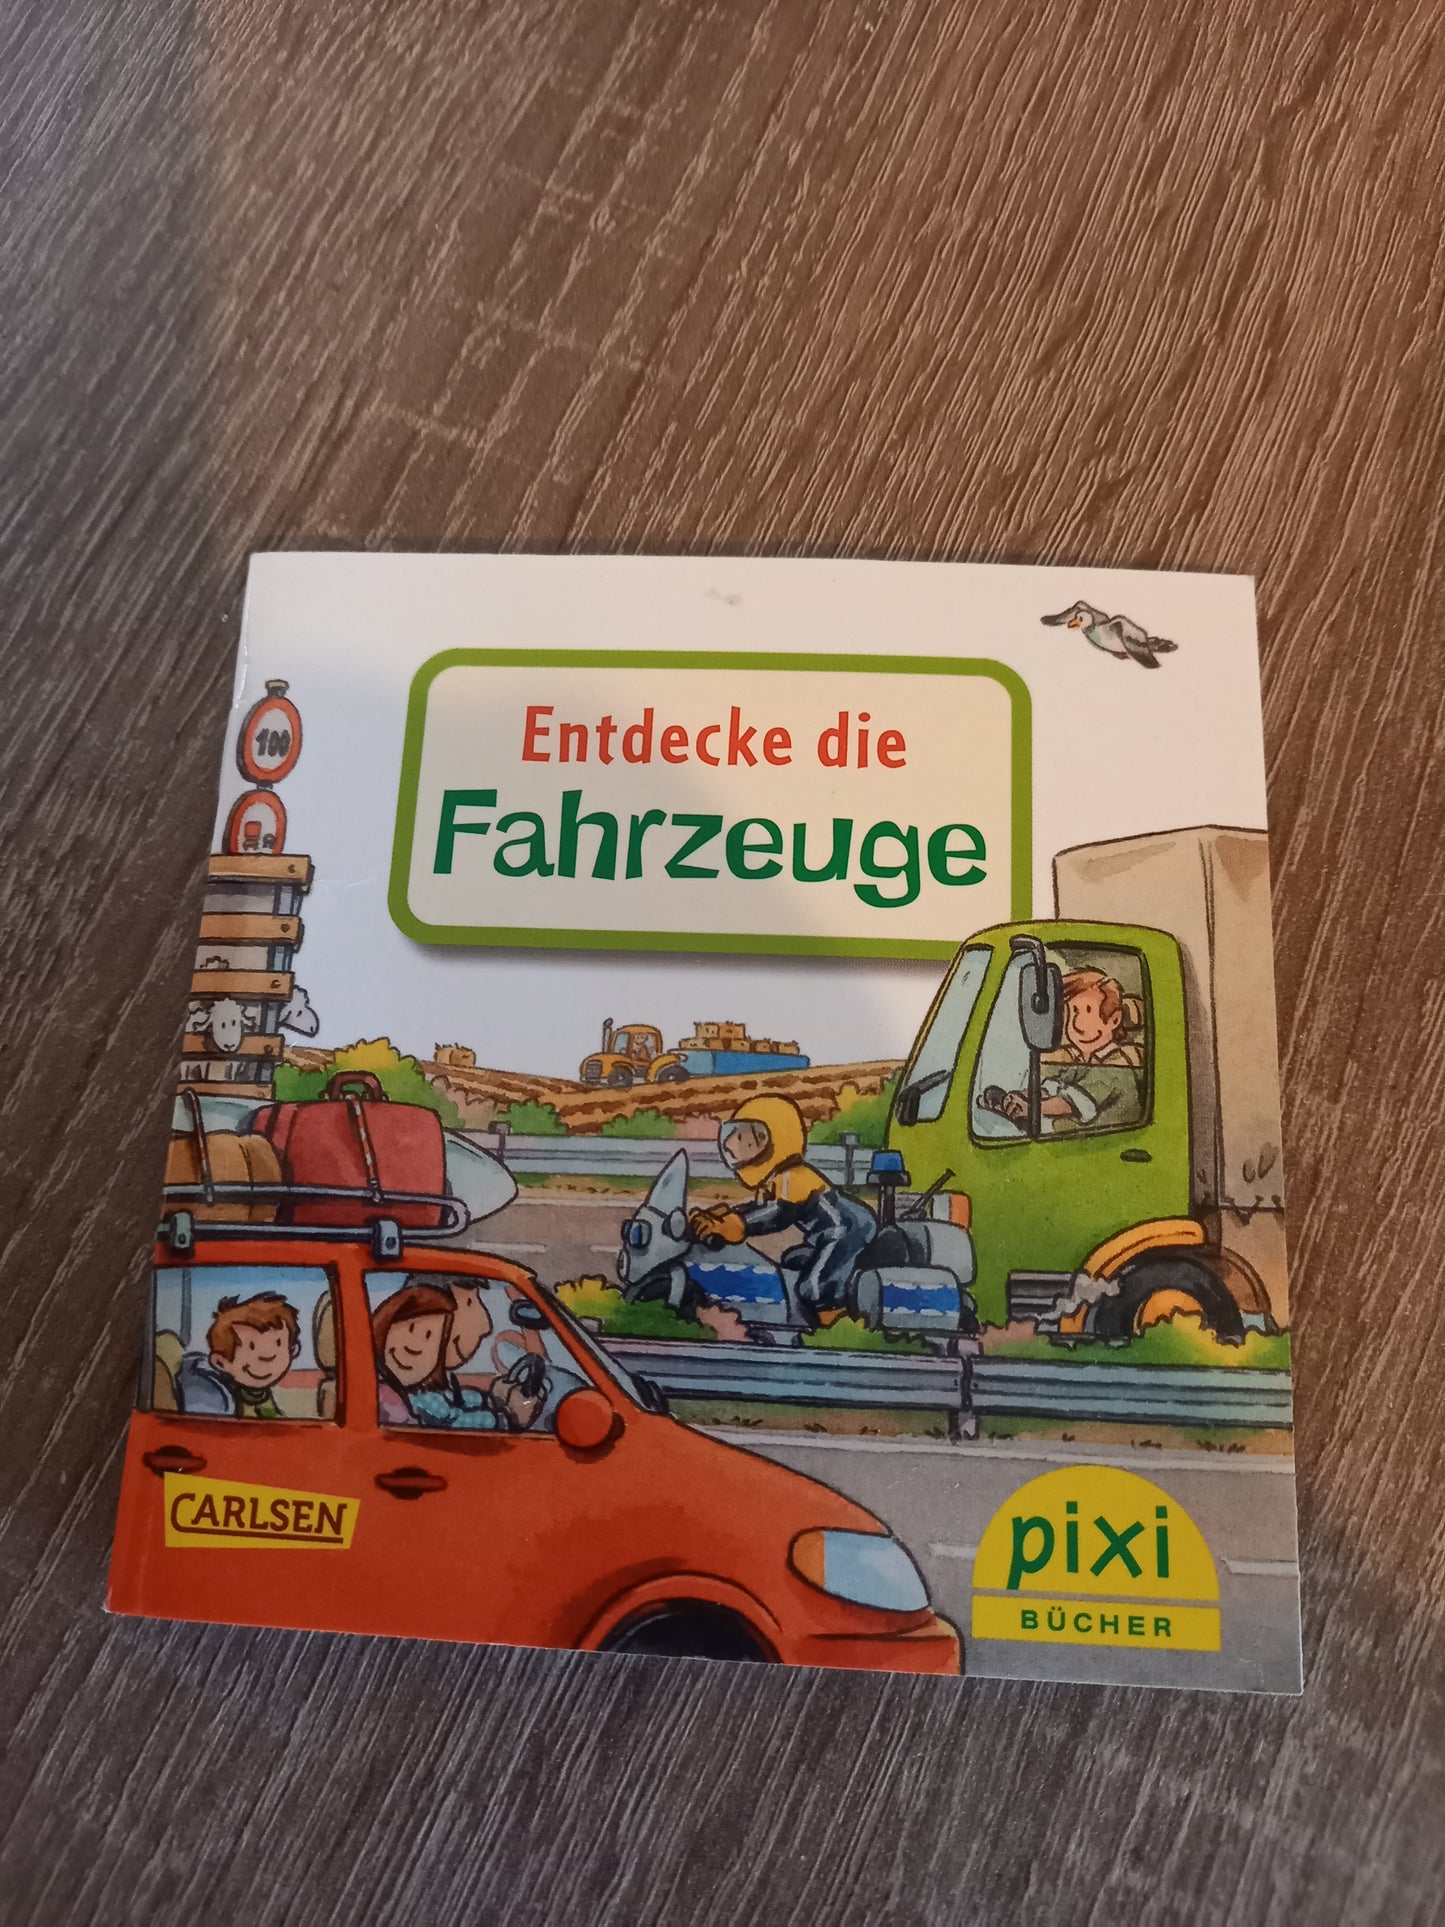 Entdecke die
Fahrzeuge
100
CARLSEN
pixi
BÜCHER